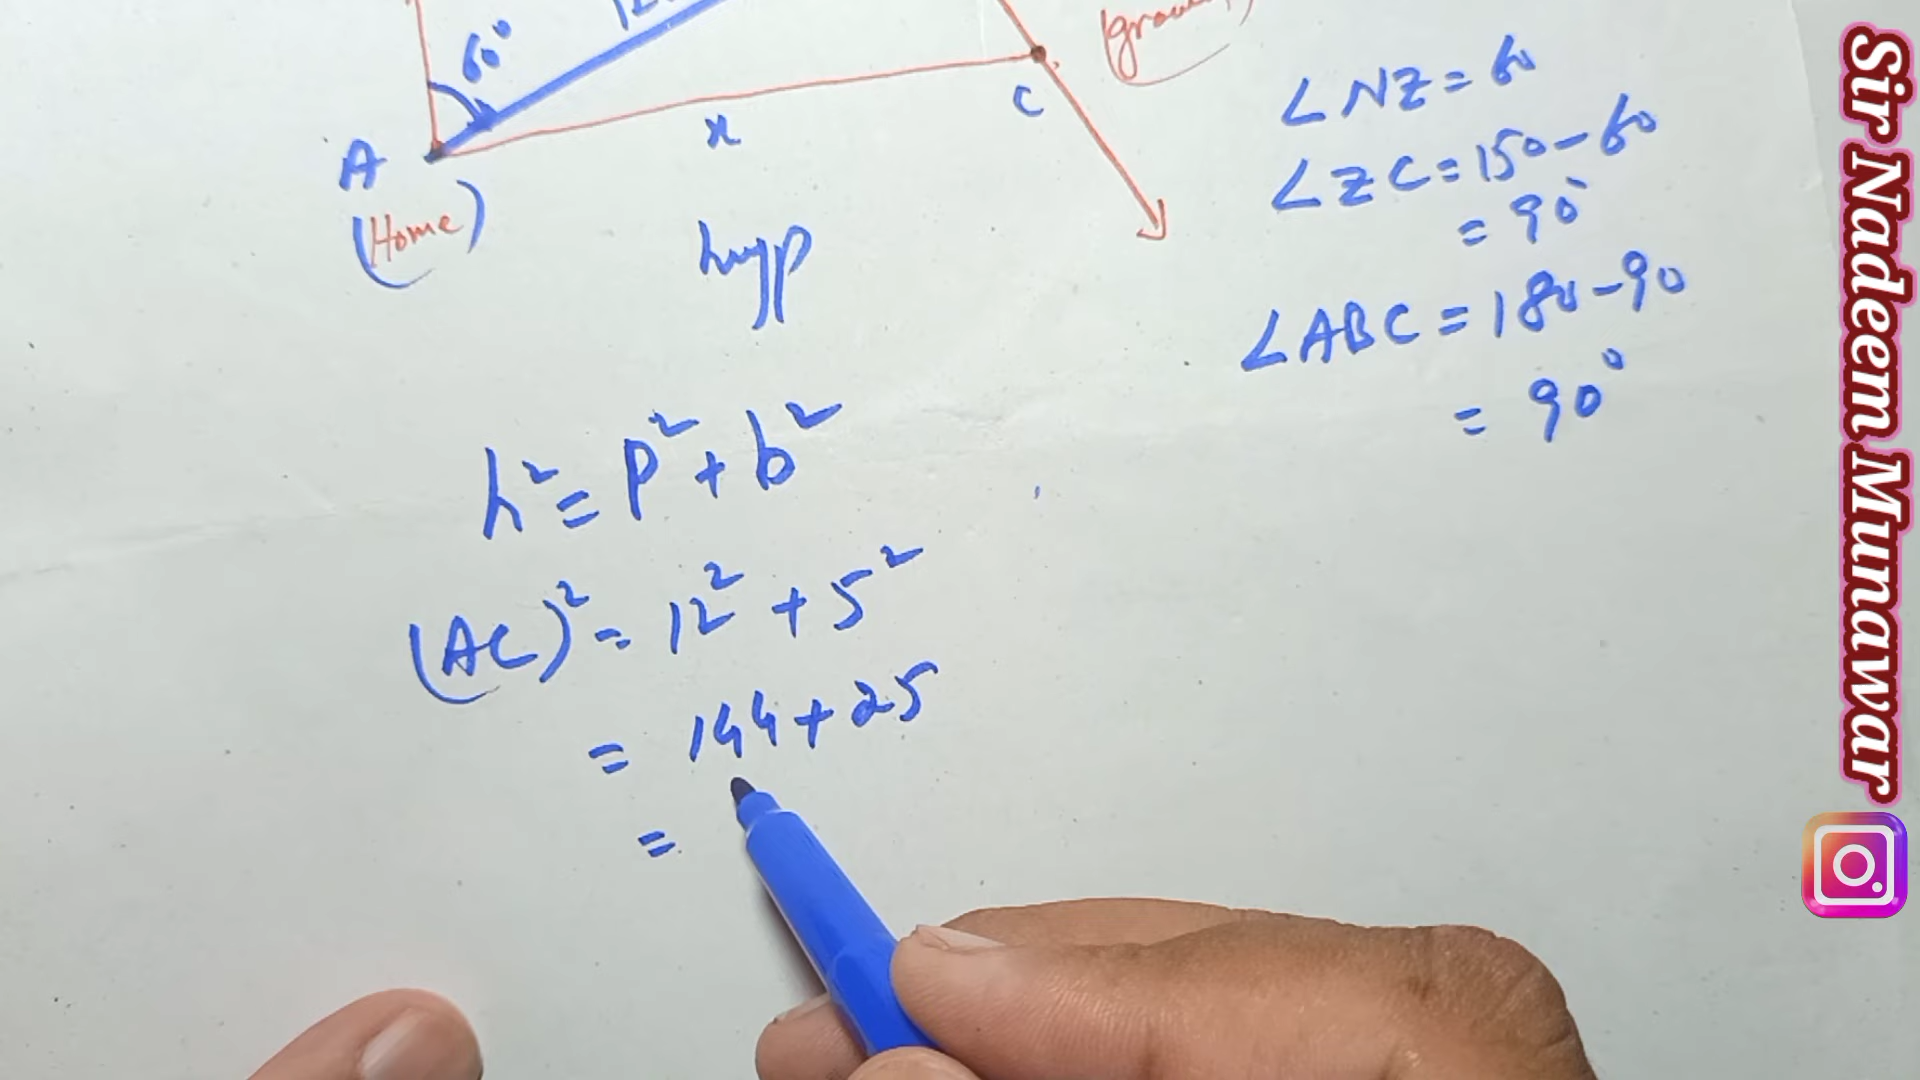 60°
12
A
x
C
(Home)
hyp
∠NZ = 60
∠ZC = 150 - 60
= 90°
∠ABC = 180 - 90
= 90°
h² = p² + b²
(AC)² = 12² + 5²
= 144 + 25
=
Sir Nadeem Munawar